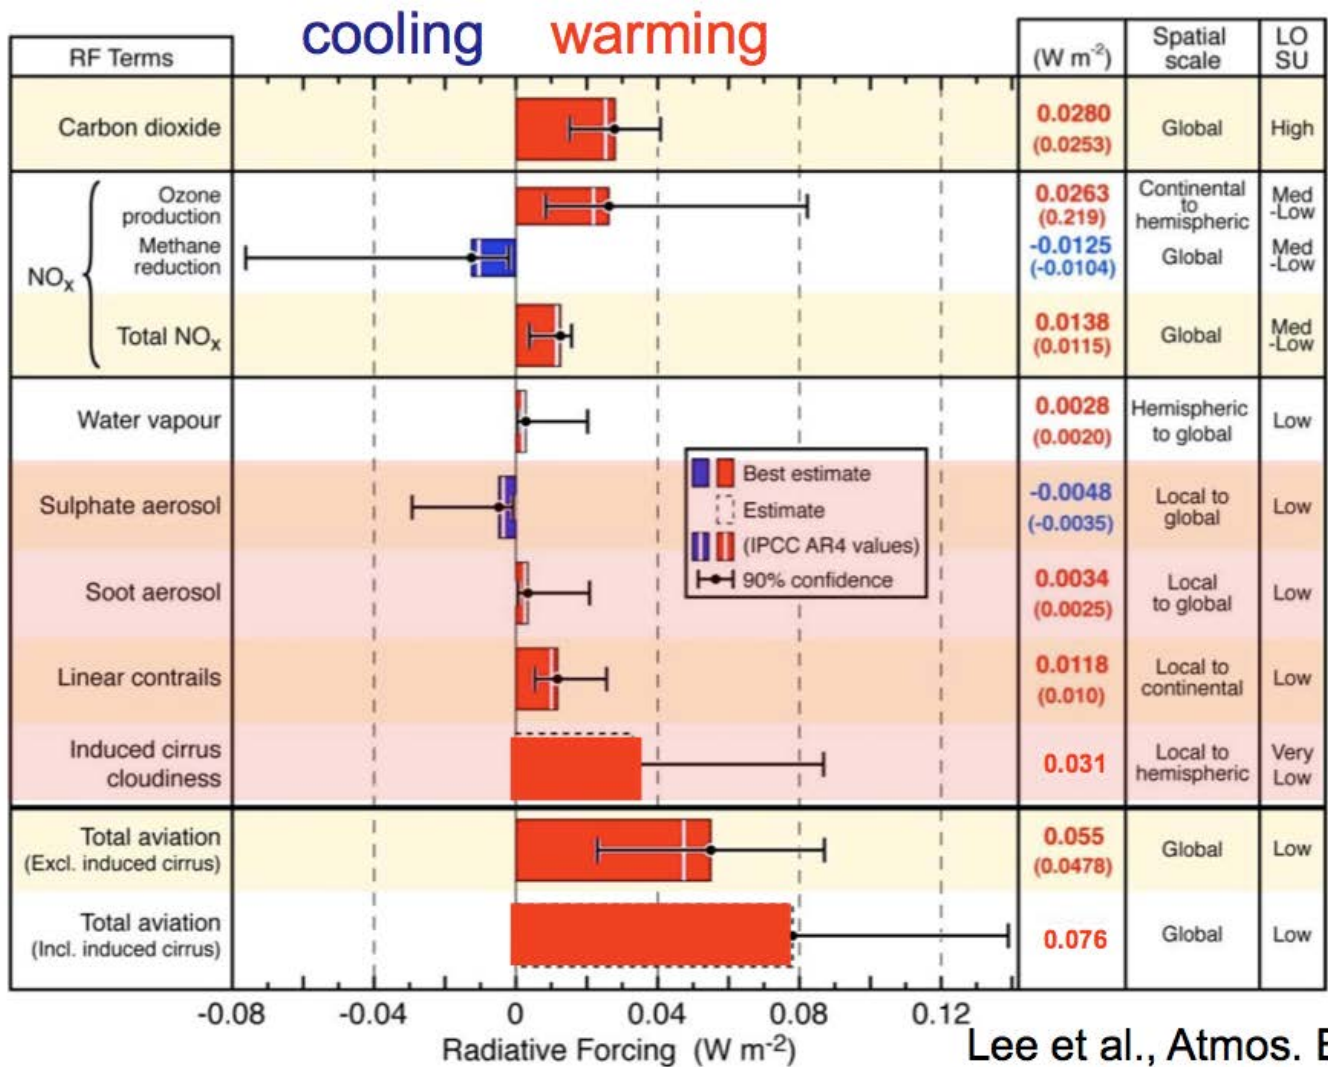 cooling warming
RF Terms
(W m-2)
Spatial
scale
LO
SU
Carbon dioxide
0.0280
(0.0253)
Global
High
NOx
Ozone
production
0.0263
(0.219)
Continental
to
hemispheric
Med
-Low
Methane
reduction
-0.0125
(-0.0104)
Global
Med
-Low
Total NOx
0.0138
(0.0115)
Global
Med
-Low
Water vapour
0.0028
(0.0020)
Hemispheric
to global
Low
Sulphate aerosol
-0.0048
(-0.0035)
Local to
global
Low
Soot aerosol
0.0034
(0.0025)
Local
to global
Low
Linear contrails
0.0118
(0.010)
Local to
continental
Low
Induced cirrus
cloudiness
0.031
Local to
hemispheric
Very
Low
Total aviation
(Excl. induced cirrus)
0.055
(0.0478)
Global
Low
Total aviation
(Incl. induced cirrus)
0.076
Global
Low
Best estimate
Estimate
(IPCC AR4 values)
90% confidence
-0.08 -0.04 0 0.04 0.08 0.12
Radiative Forcing (W m-2)
Lee et al., Atmos.